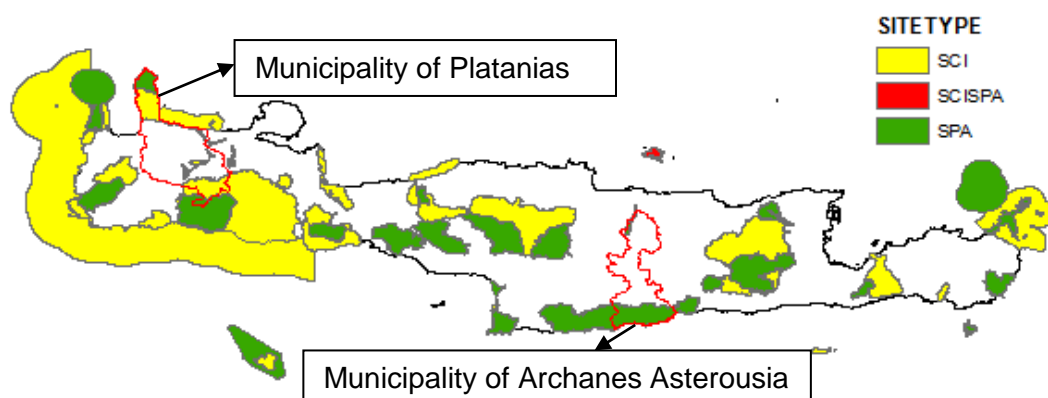 SITETYPE
SCI
SCISPA
SPA
Municipality of Platanias
Municipality of Archanes Asterousia